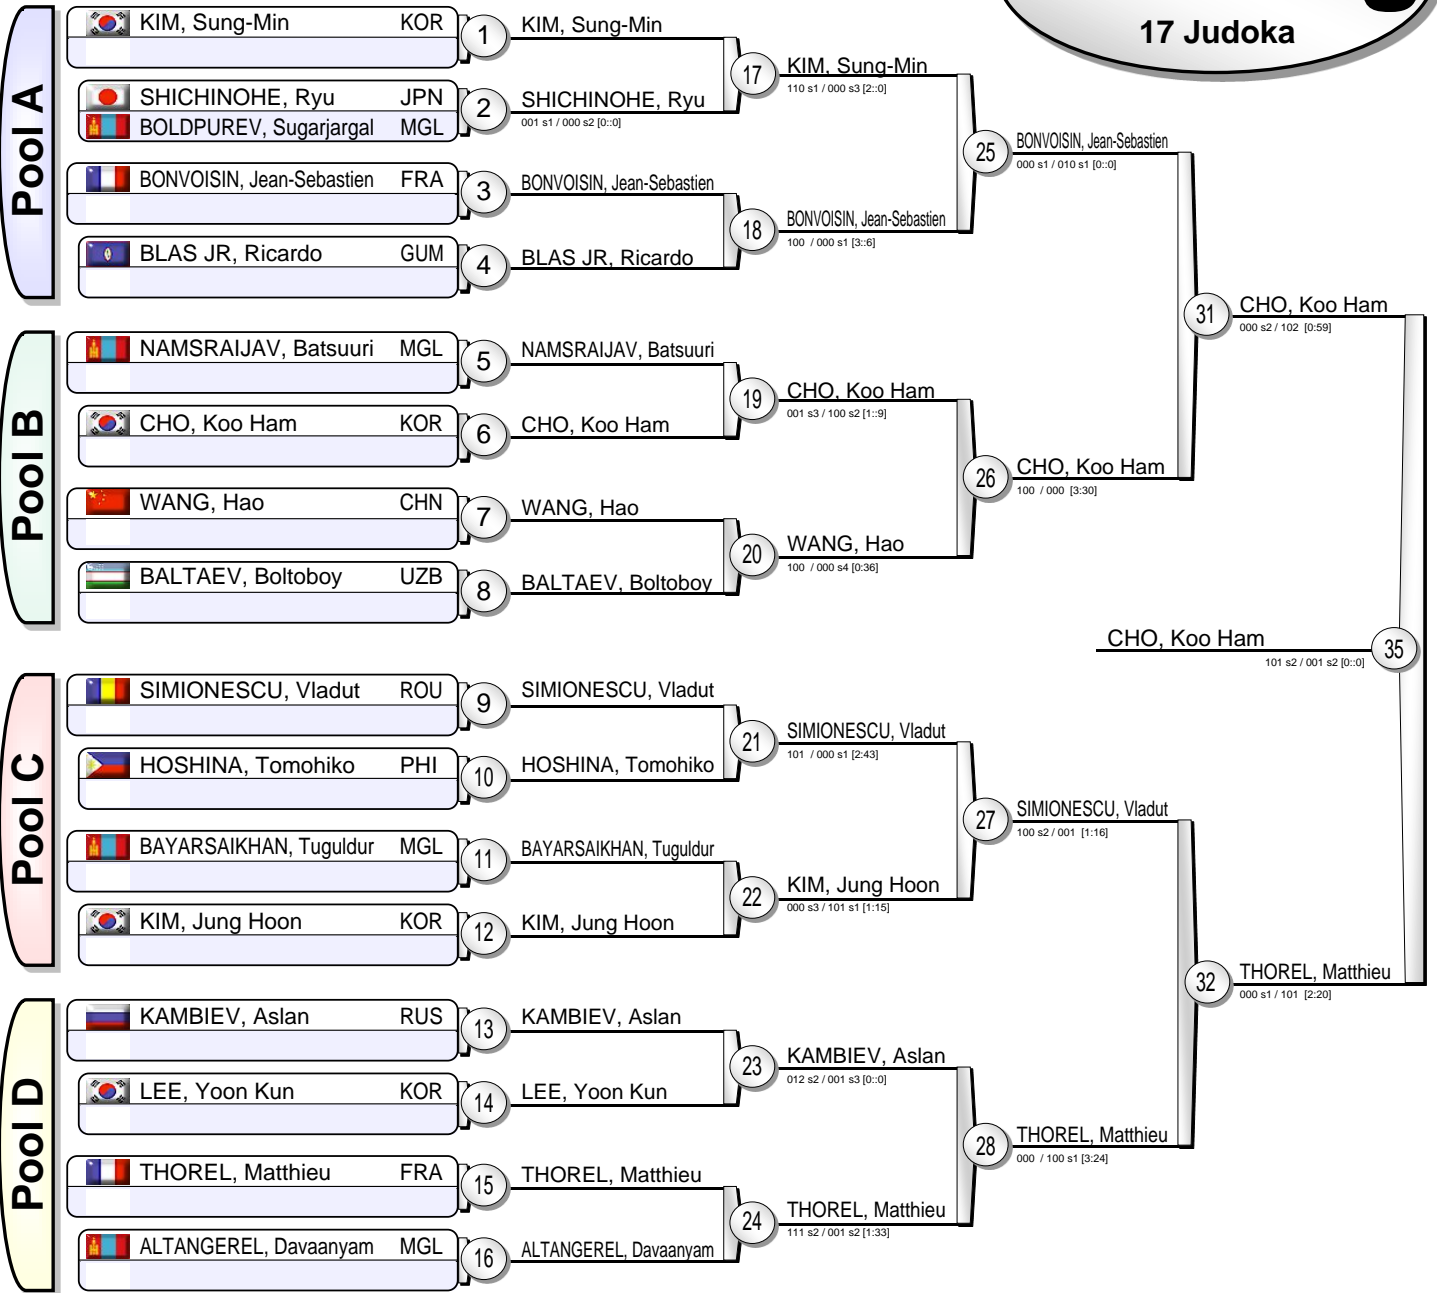 17 Judoka
Pool A
KIM, Sung-Min KOR
1
SHICHINOHE, Ryu JPN
BOLDPUREV, Sugarjargal MGL
2
BONVOISIN, Jean-Sebastien FRA
3
BLAS JR, Ricardo GUM
4
Pool B
NAMSRAIJAV, Batsuuri MGL
5
CHO, Koo Ham KOR
6
WANG, Hao CHN
7
BALTAEV, Boltoboy UZB
8
Pool C
SIMIONESCU, Vladut ROU
9
HOSHINA, Tomohiko PHI
10
BAYARSAIKHAN, Tuguldur MGL
11
KIM, Jung Hoon KOR
12
Pool D
KAMBIEV, Aslan RUS
13
LEE, Yoon Kun KOR
14
THOREL, Matthieu FRA
15
ALTANGEREL, Davaanyam MGL
16
KIM, Sung-Min
SHICHINOHE, Ryu
001 s1 / 000 s2 [0::0]
17
BONVOISIN, Jean-Sebastien
BLAS JR, Ricardo
18
NAMSRAIJAV, Batsuuri
CHO, Koo Ham
19
WANG, Hao
BALTAEV, Boltoboy
20
SIMIONESCU, Vladut
HOSHINA, Tomohiko
21
BAYARSAIKHAN, Tuguldur
KIM, Jung Hoon
22
KAMBIEV, Aslan
LEE, Yoon Kun
23
THOREL, Matthieu
ALTANGEREL, Davaanyam
24
KIM, Sung-Min
110 s1 / 000 s3 [2::0]
BONVOISIN, Jean-Sebastien
100 / 000 s1 [3::6]
25
CHO, Koo Ham
001 s3 / 100 s2 [1::9]
WANG, Hao
100 / 000 s4 [0:36]
26
SIMIONESCU, Vladut
101 / 000 s1 [2:43]
KIM, Jung Hoon
000 s3 / 101 s1 [1:15]
27
KAMBIEV, Aslan
012 s2 / 001 s3 [0::0]
THOREL, Matthieu
111 s2 / 001 s2 [1:33]
28
BONVOISIN, Jean-Sebastien
000 s1 / 010 s1 [0::0]
CHO, Koo Ham
100 / 000 [3:30]
31
SIMIONESCU, Vladut
100 s2 / 001 [1:16]
THOREL, Matthieu
000 / 100 s1 [3:24]
32
CHO, Koo Ham
000 s2 / 102 [0:59]
THOREL, Matthieu
000 s1 / 101 [2:20]
CHO, Koo Ham
101 s2 / 001 s2 [0::0]
35